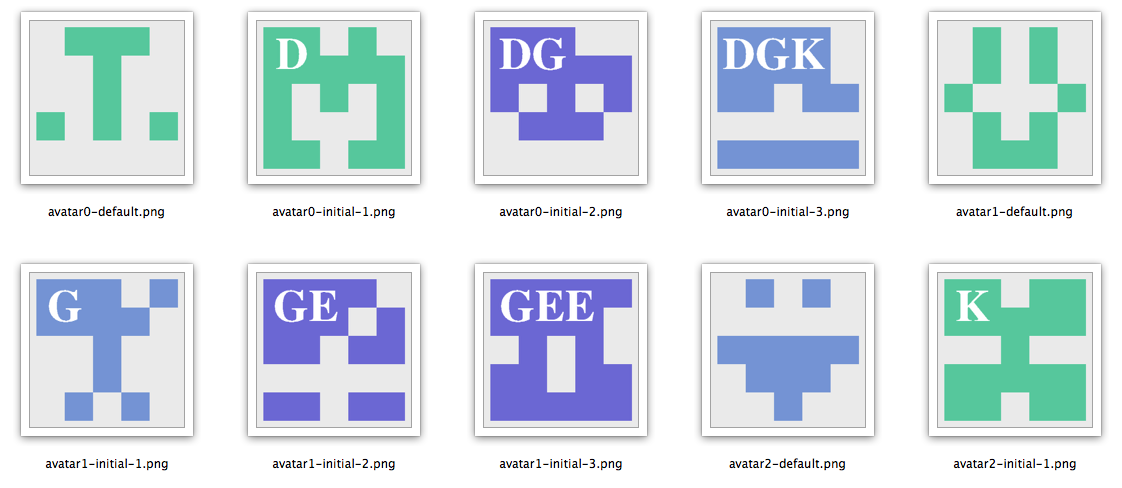 D DG DGK
avatar0-default.png avatar0-initial-1.png avatar0-initial-2.png avatar0-initial-3.png avatar1-default.png
G GE GEE K
avatar1-initial-1.png avatar1-initial-2.png avatar1-initial-3.png avatar2-default.png avatar2-initial-1.png